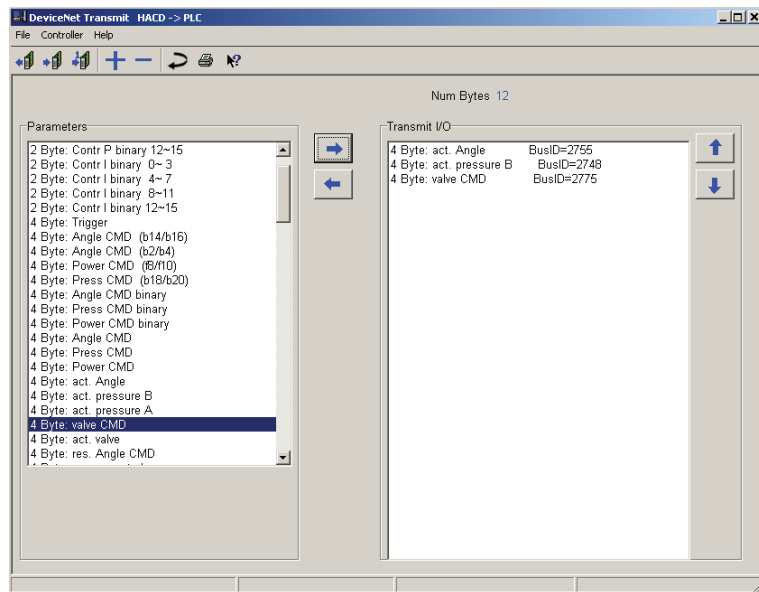 DeviceNet Transmit HACD -> PLC
File Controller Help
Num Bytes 12
Parameters
2 Byte: Contr P binary 12~15
2 Byte: Contr I binary 0~ 3
2 Byte: Contr I binary 4~ 7
2 Byte: Contr I binary 8~11
2 Byte: Contr I binary 12~15
4 Byte: Trigger
4 Byte: Angle CMD (b14/b16)
4 Byte: Angle CMD (b2/b4)
4 Byte: Power CMD (f8/f10)
4 Byte: Press CMD (b18/b20)
4 Byte: Angle CMD binary
4 Byte: Press CMD binary
4 Byte: Power CMD binary
4 Byte: Angle CMD
4 Byte: Press CMD
4 Byte: Power CMD
4 Byte: act. Angle
4 Byte: act. pressure B
4 Byte: act. pressure A
4 Byte: valve CMD
4 Byte: act. valve
4 Byte: res. Angle CMD
Transmit I/O
4 Byte: act. Angle BusID=2755
4 Byte: act. pressure B BusID=2748
4 Byte: valve CMD BusID=2775